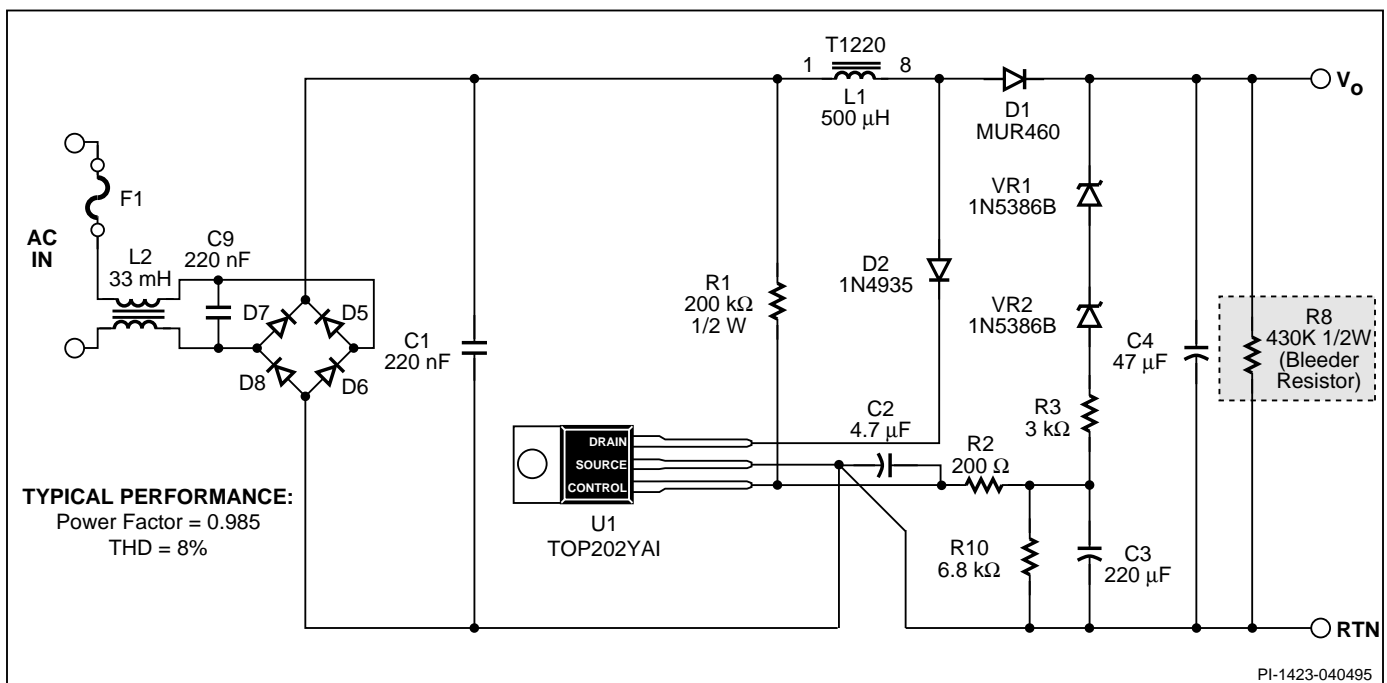 T1220
1
8
L1
500 µH
D1
MUR460
Vo
F1
AC
IN
L2
33 mH
C9
220 nF
D7
D5
D8
D6
C1
220 nF
R1
200 kΩ
1/2 W
D2
1N4935
VR1
1N5386B
VR2
1N5386B
C4
47 µF
R8
430K 1/2W
(Bleeder
Resistor)
C2
4.7 µF
R2
200 Ω
R3
3 kΩ
DRAIN
SOURCE
CONTROL
U1
TOP202YAI
TYPICAL PERFORMANCE:
Power Factor = 0.985
THD = 8%
R10
6.8 kΩ
C3
220 µF
RTN
PI-1423-040495